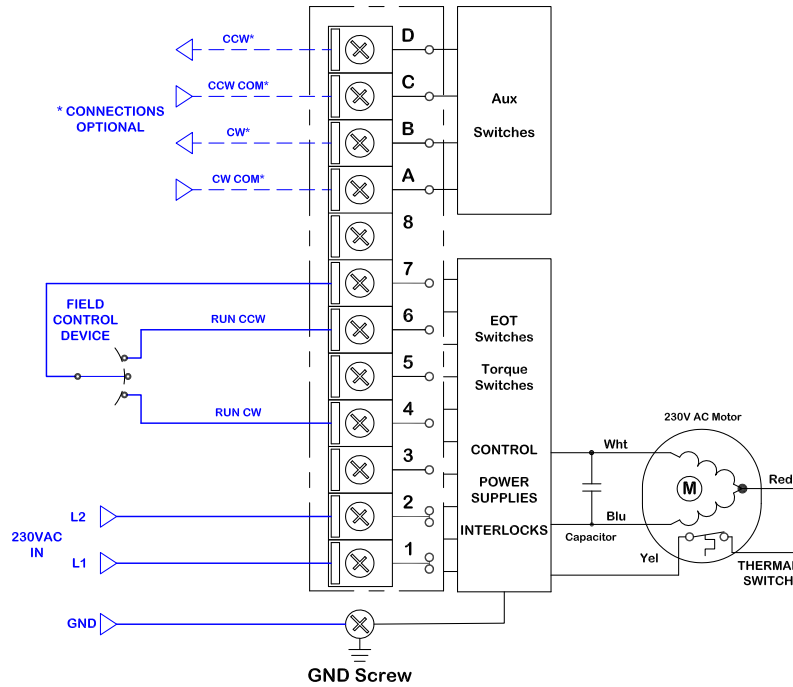 CCW*
D
CCW COM*
C
* CONNECTIONS
OPTIONAL
CW*
B
CW COM*
A
Aux
Switches
8
7
FIELD
CONTROL
DEVICE
RUN CCW
6
5
RUN CW
4
3
L2
2
230VAC
IN
L1
1
EOT
Switches
Torque
Switches
CONTROL
POWER
SUPPLIES
INTERLOCKS
230V AC Motor
Wht
Red
M
Blu
Capacitor
Yel
THERMA
SWITCH
GND
GND Screw